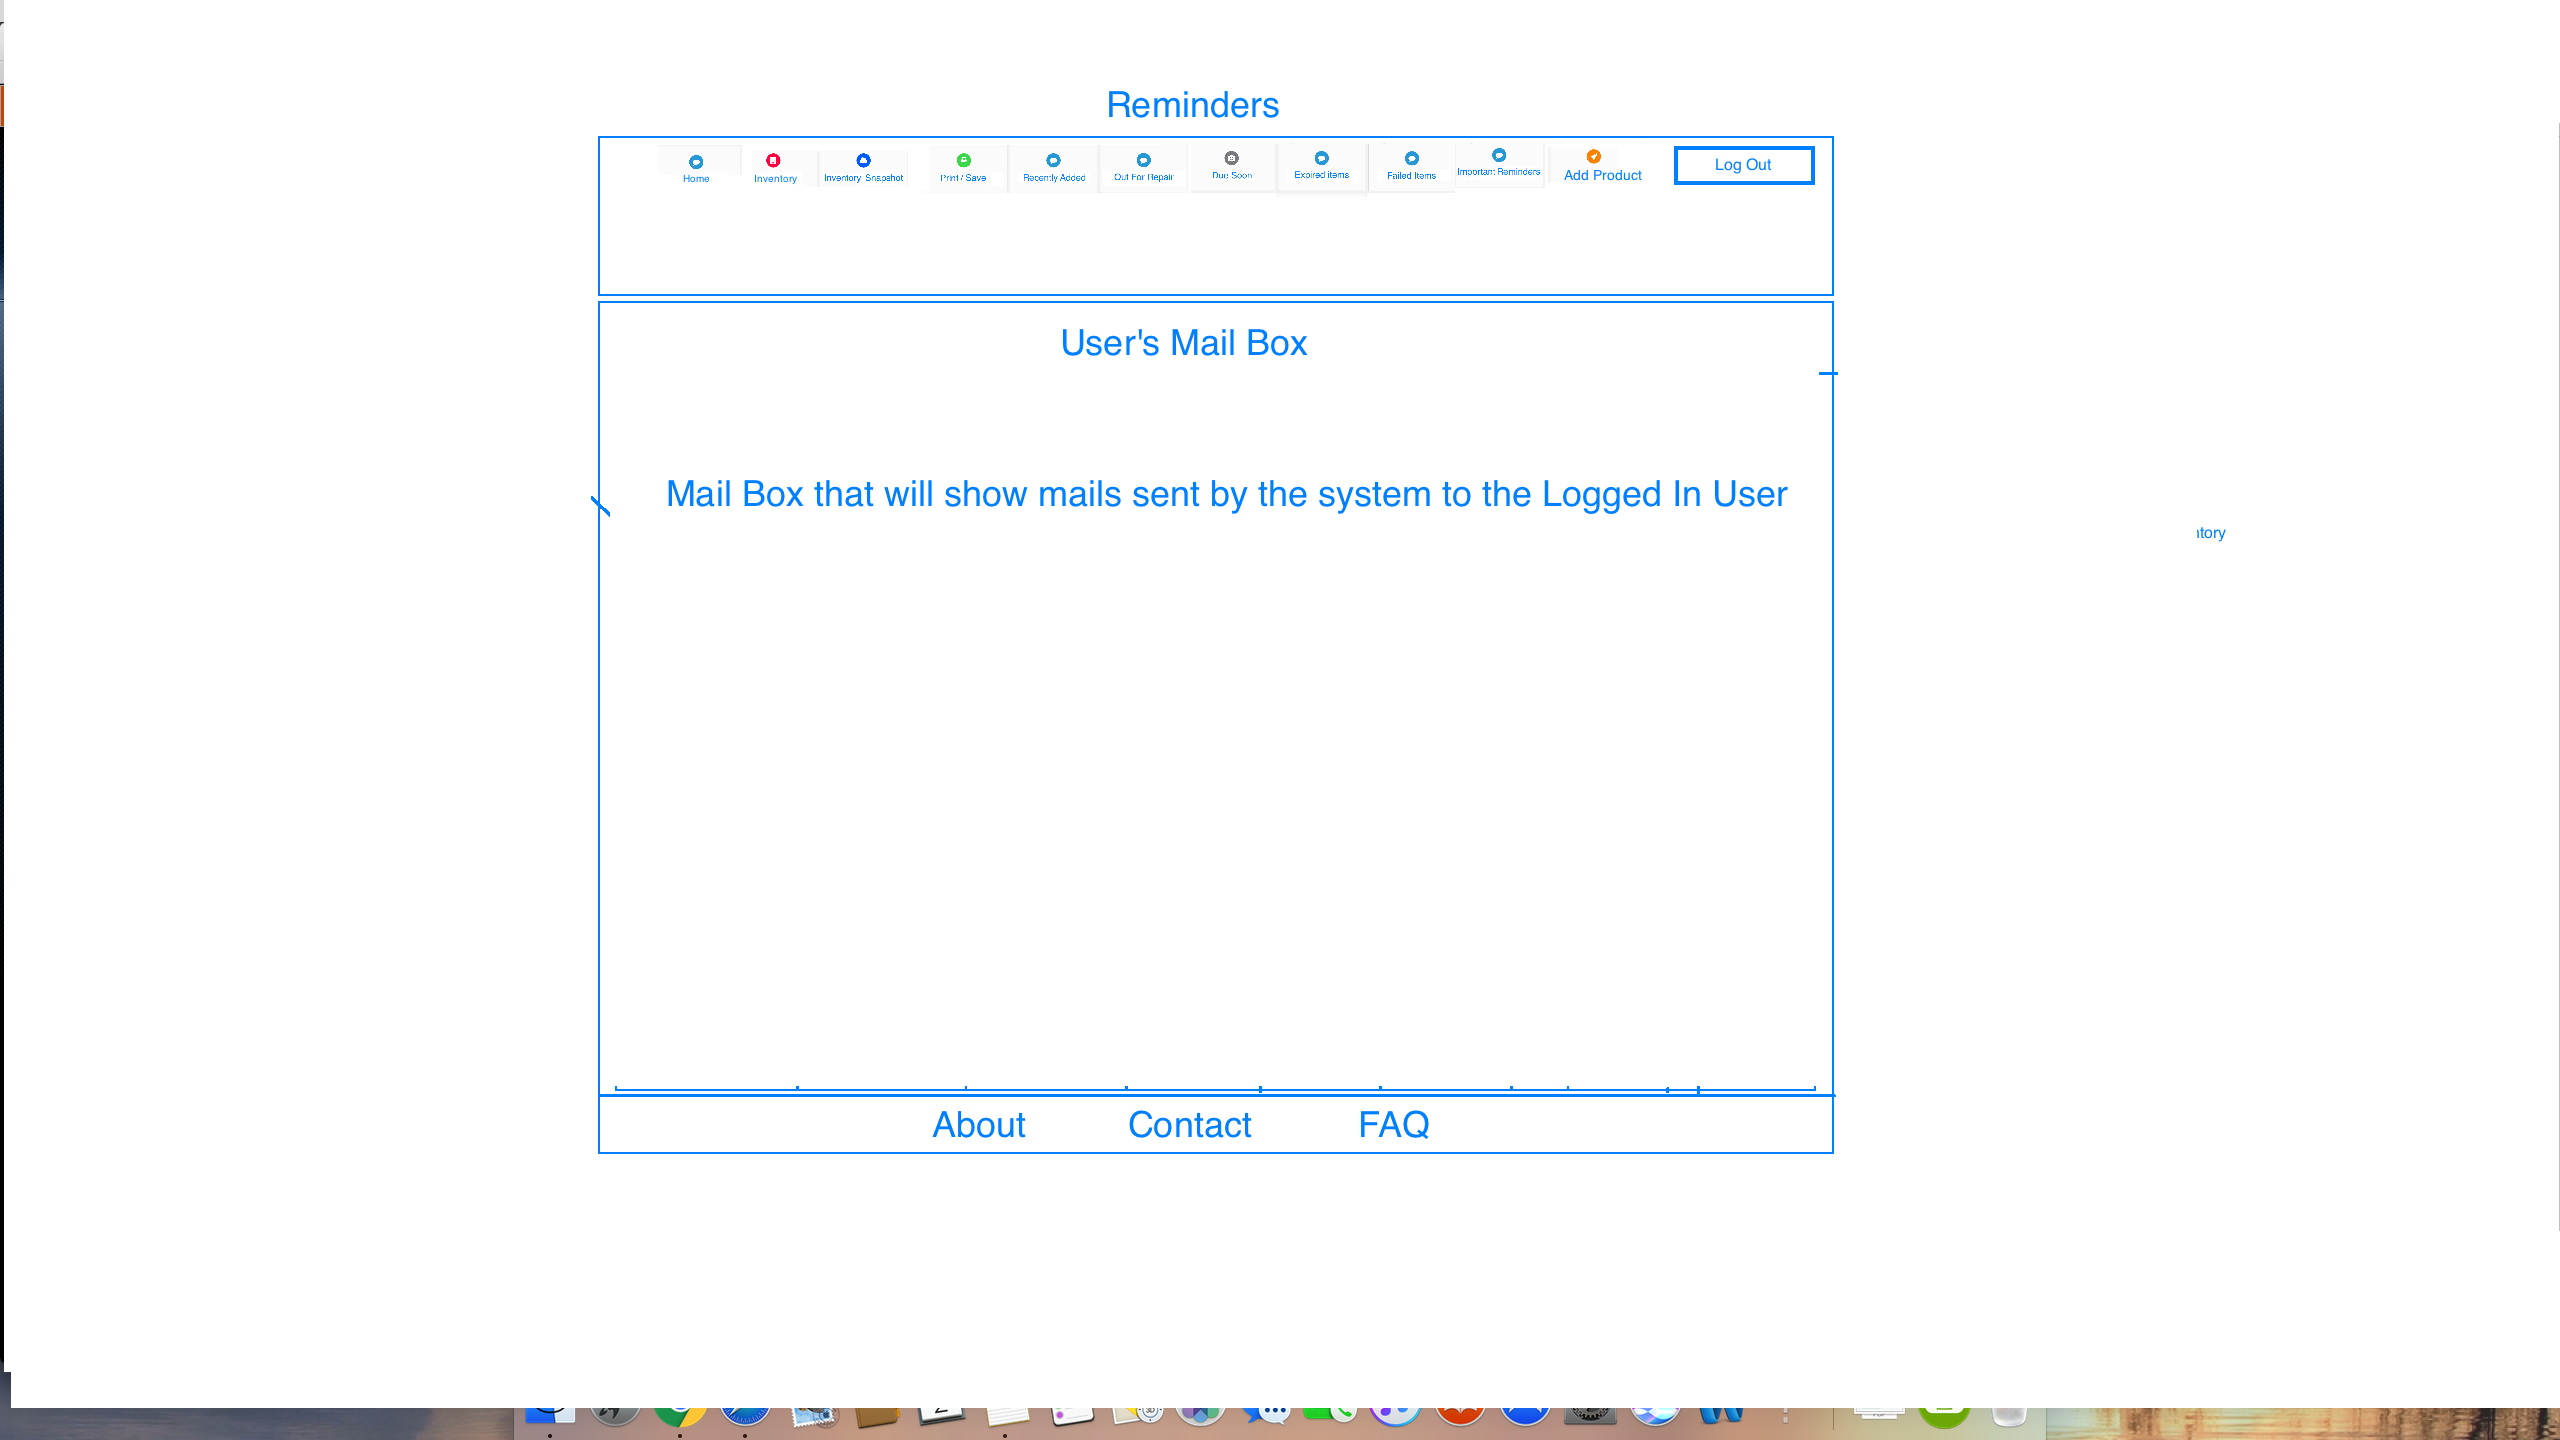 Reminders
Home Inventory Inventory Snapshot Print / Save Recently Added Out For Repair Due Soon Expired items Failed Items Important Reminders Add Product Log Out
User's Mail Box
Mail Box that will show mails sent by the system to the Logged In User
tory
About Contact FAQ